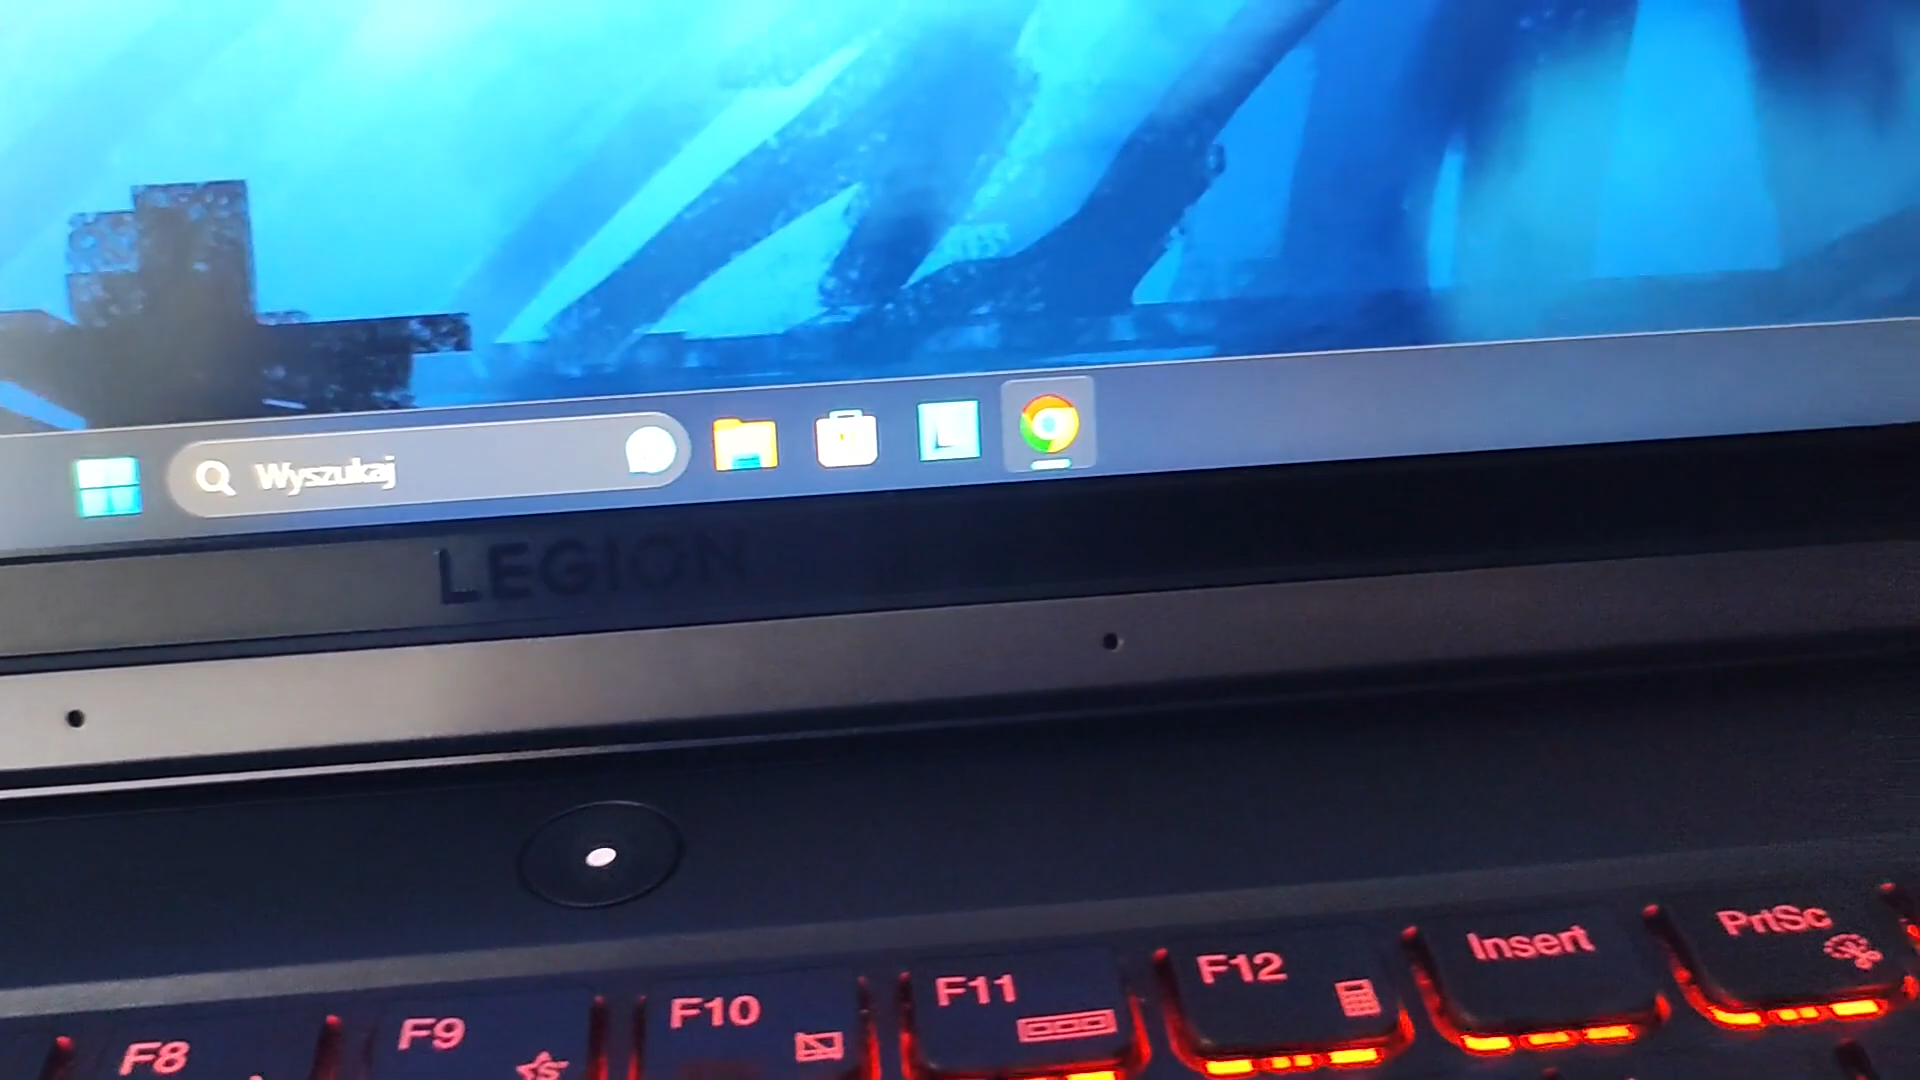 Wyszukaj
LEGION
F8
F9
F10
F11
F12
Insert
PrtSc